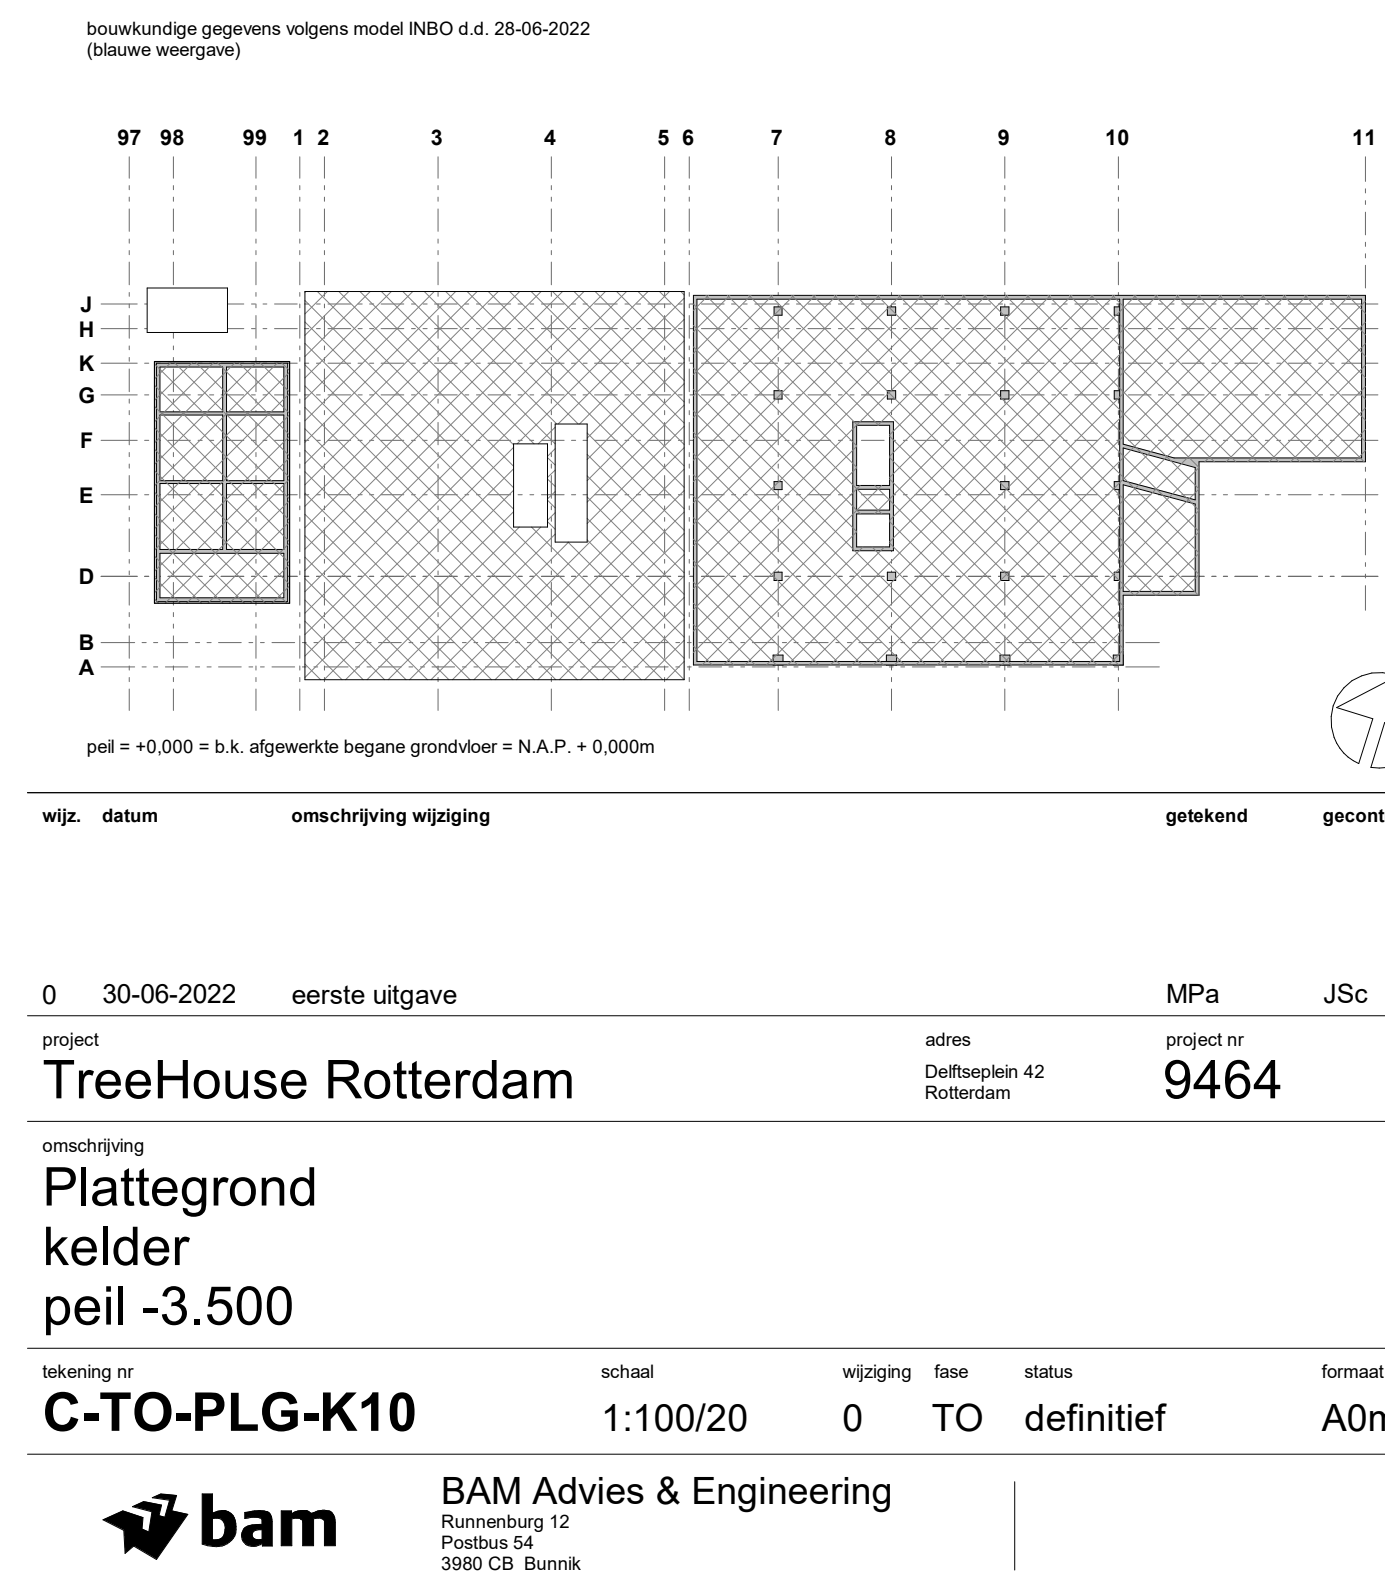 bouwkundige gegevens volgens model INBO d.d. 28-06-2022
(blauwe weergave)
97 98 99 1 2 3 4 5 6 7 8 9 10 11
J
H
K
G
F
E
D
B
A
peil = +0,000 = b.k. afgewerkte begane grondvloer = N.A.P. + 0,000m
wijz. datum omschrijving wijziging getekend gecont
0 30-06-2022 eerste uitgave MPa JSc
project adres project nr
TreeHouse Rotterdam Delftseplein 42 9464
Rotterdam
omschrijving
Plattegrond
kelder
peil -3.500
tekening nr schaal wijziging fase status formaat
C-TO-PLG-K10 1:100/20 0 TO definitief A0m
bam BAM Advies & Engineering
Runnenburg 12
Postbus 54
3980 CB Bunnik